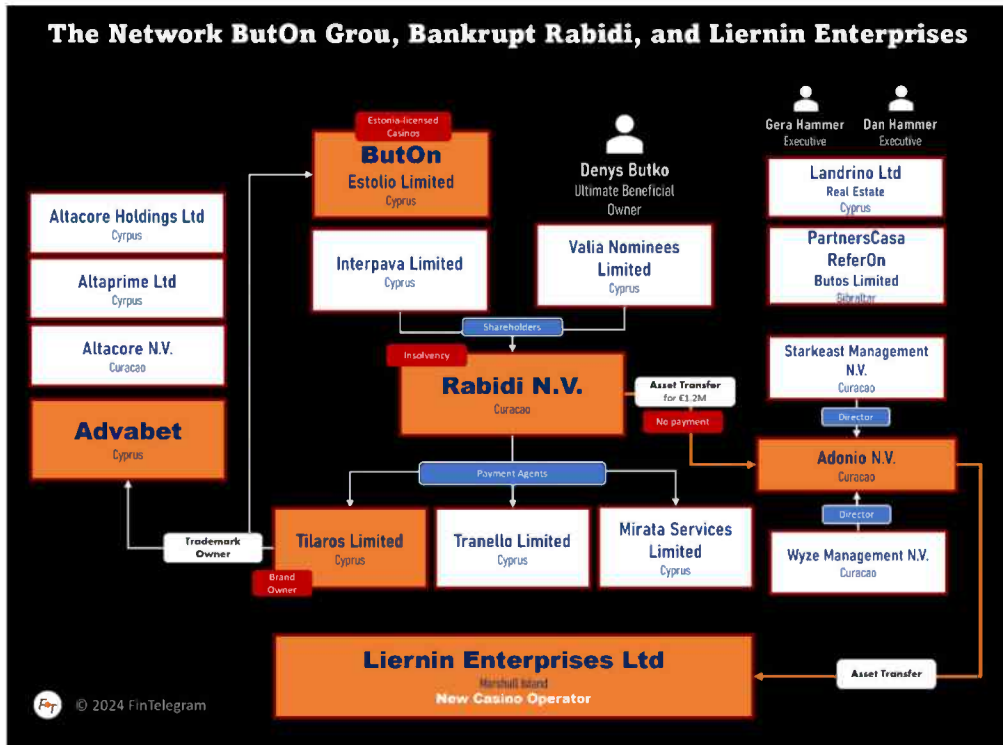 The Network ButOn Grou, Bankrupt Rabidi, and Liernin Enterprises
Estonia-licensed
Casinos
ButOn
Estolio Limited
Cyprus
Denys Butko
Ultimate Beneficial
Owner
Gera Hammer
Executive
Dan Hammer
Executive
Landrino Ltd
Real Estate
Cyprus
PartnersCasa
ReferOn
Butos Limited
Gibraltar
Altacore Holdings Ltd
Cyrpus
Altaprime Ltd
Cyrpus
Altacore N.V.
Curacao
Advabet
Cyprus
Interpava Limited
Cyprus
Valia Nominees
Limited
Cyprus
Shareholders
Insolvency
Rabidi N.V.
Curacao
Asset Transfer
for €1.2M
No payment
Starkeast Management
N.V.
Curacao
Director
Adonio N.V.
Curacao
Director
Wyze Management N.V.
Curacao
Payment Agents
Trademark
Owner
Tilaros Limited
Cyprus
Brand
Owner
Tranello Limited
Cyprus
Mirata Services
Limited
Cyprus
Liernin Enterprises Ltd
Marshall Island
New Casino Operator
Asset Transfer
FT
© 2024 FinTelegram